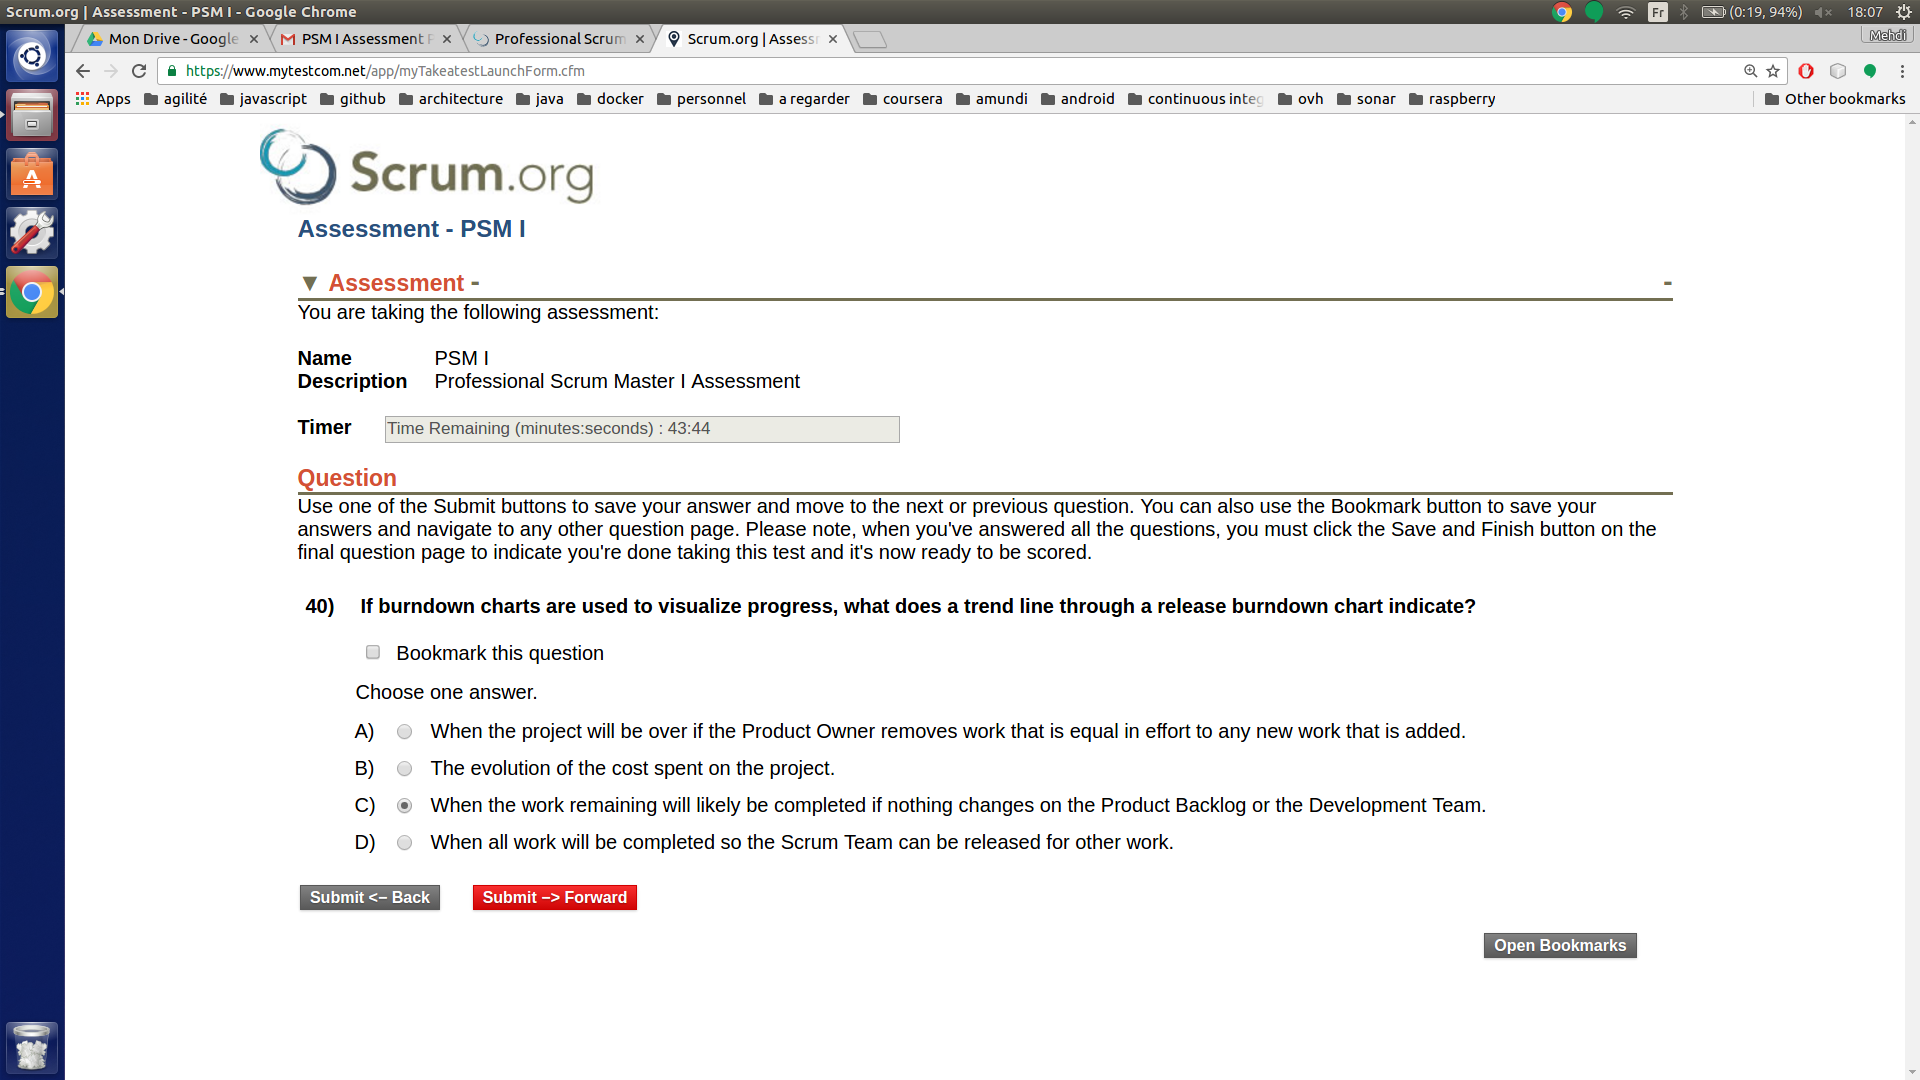 Scrum.org | Assessment - PSM I - Google Chrome
Fr
(0:19, 94%)
18:07
Mon Drive - Google
PSM I Assessment
Professional Scrum
Scrum.org | Assess
Mehdi
https://www.mytestcom.net/app/myTakeatestLaunchForm.cfm
Apps
agilité
javascript
github
architecture
java
docker
personnel
a regarder
coursera
amundi
android
continuous integ
ovh
sonar
raspberry
Other bookmarks
Scrum.org
Assessment - PSM I
▼ Assessment -
-
You are taking the following assessment:
Name PSM I
Description Professional Scrum Master I Assessment
Timer Time Remaining (minutes:seconds) : 43:44
Question
Use one of the Submit buttons to save your answer and move to the next or previous question. You can also use the Bookmark button to save your
answers and navigate to any other question page. Please note, when you've answered all the questions, you must click the Save and Finish button on the
final question page to indicate you're done taking this test and it's now ready to be scored.
40) If burndown charts are used to visualize progress, what does a trend line through a release burndown chart indicate?
Bookmark this question
Choose one answer.
A) When the project will be over if the Product Owner removes work that is equal in effort to any new work that is added.
B) The evolution of the cost spent on the project.
C) When the work remaining will likely be completed if nothing changes on the Product Backlog or the Development Team.
D) When all work will be completed so the Scrum Team can be released for other work.
Submit <– Back
Submit –> Forward
Open Bookmarks